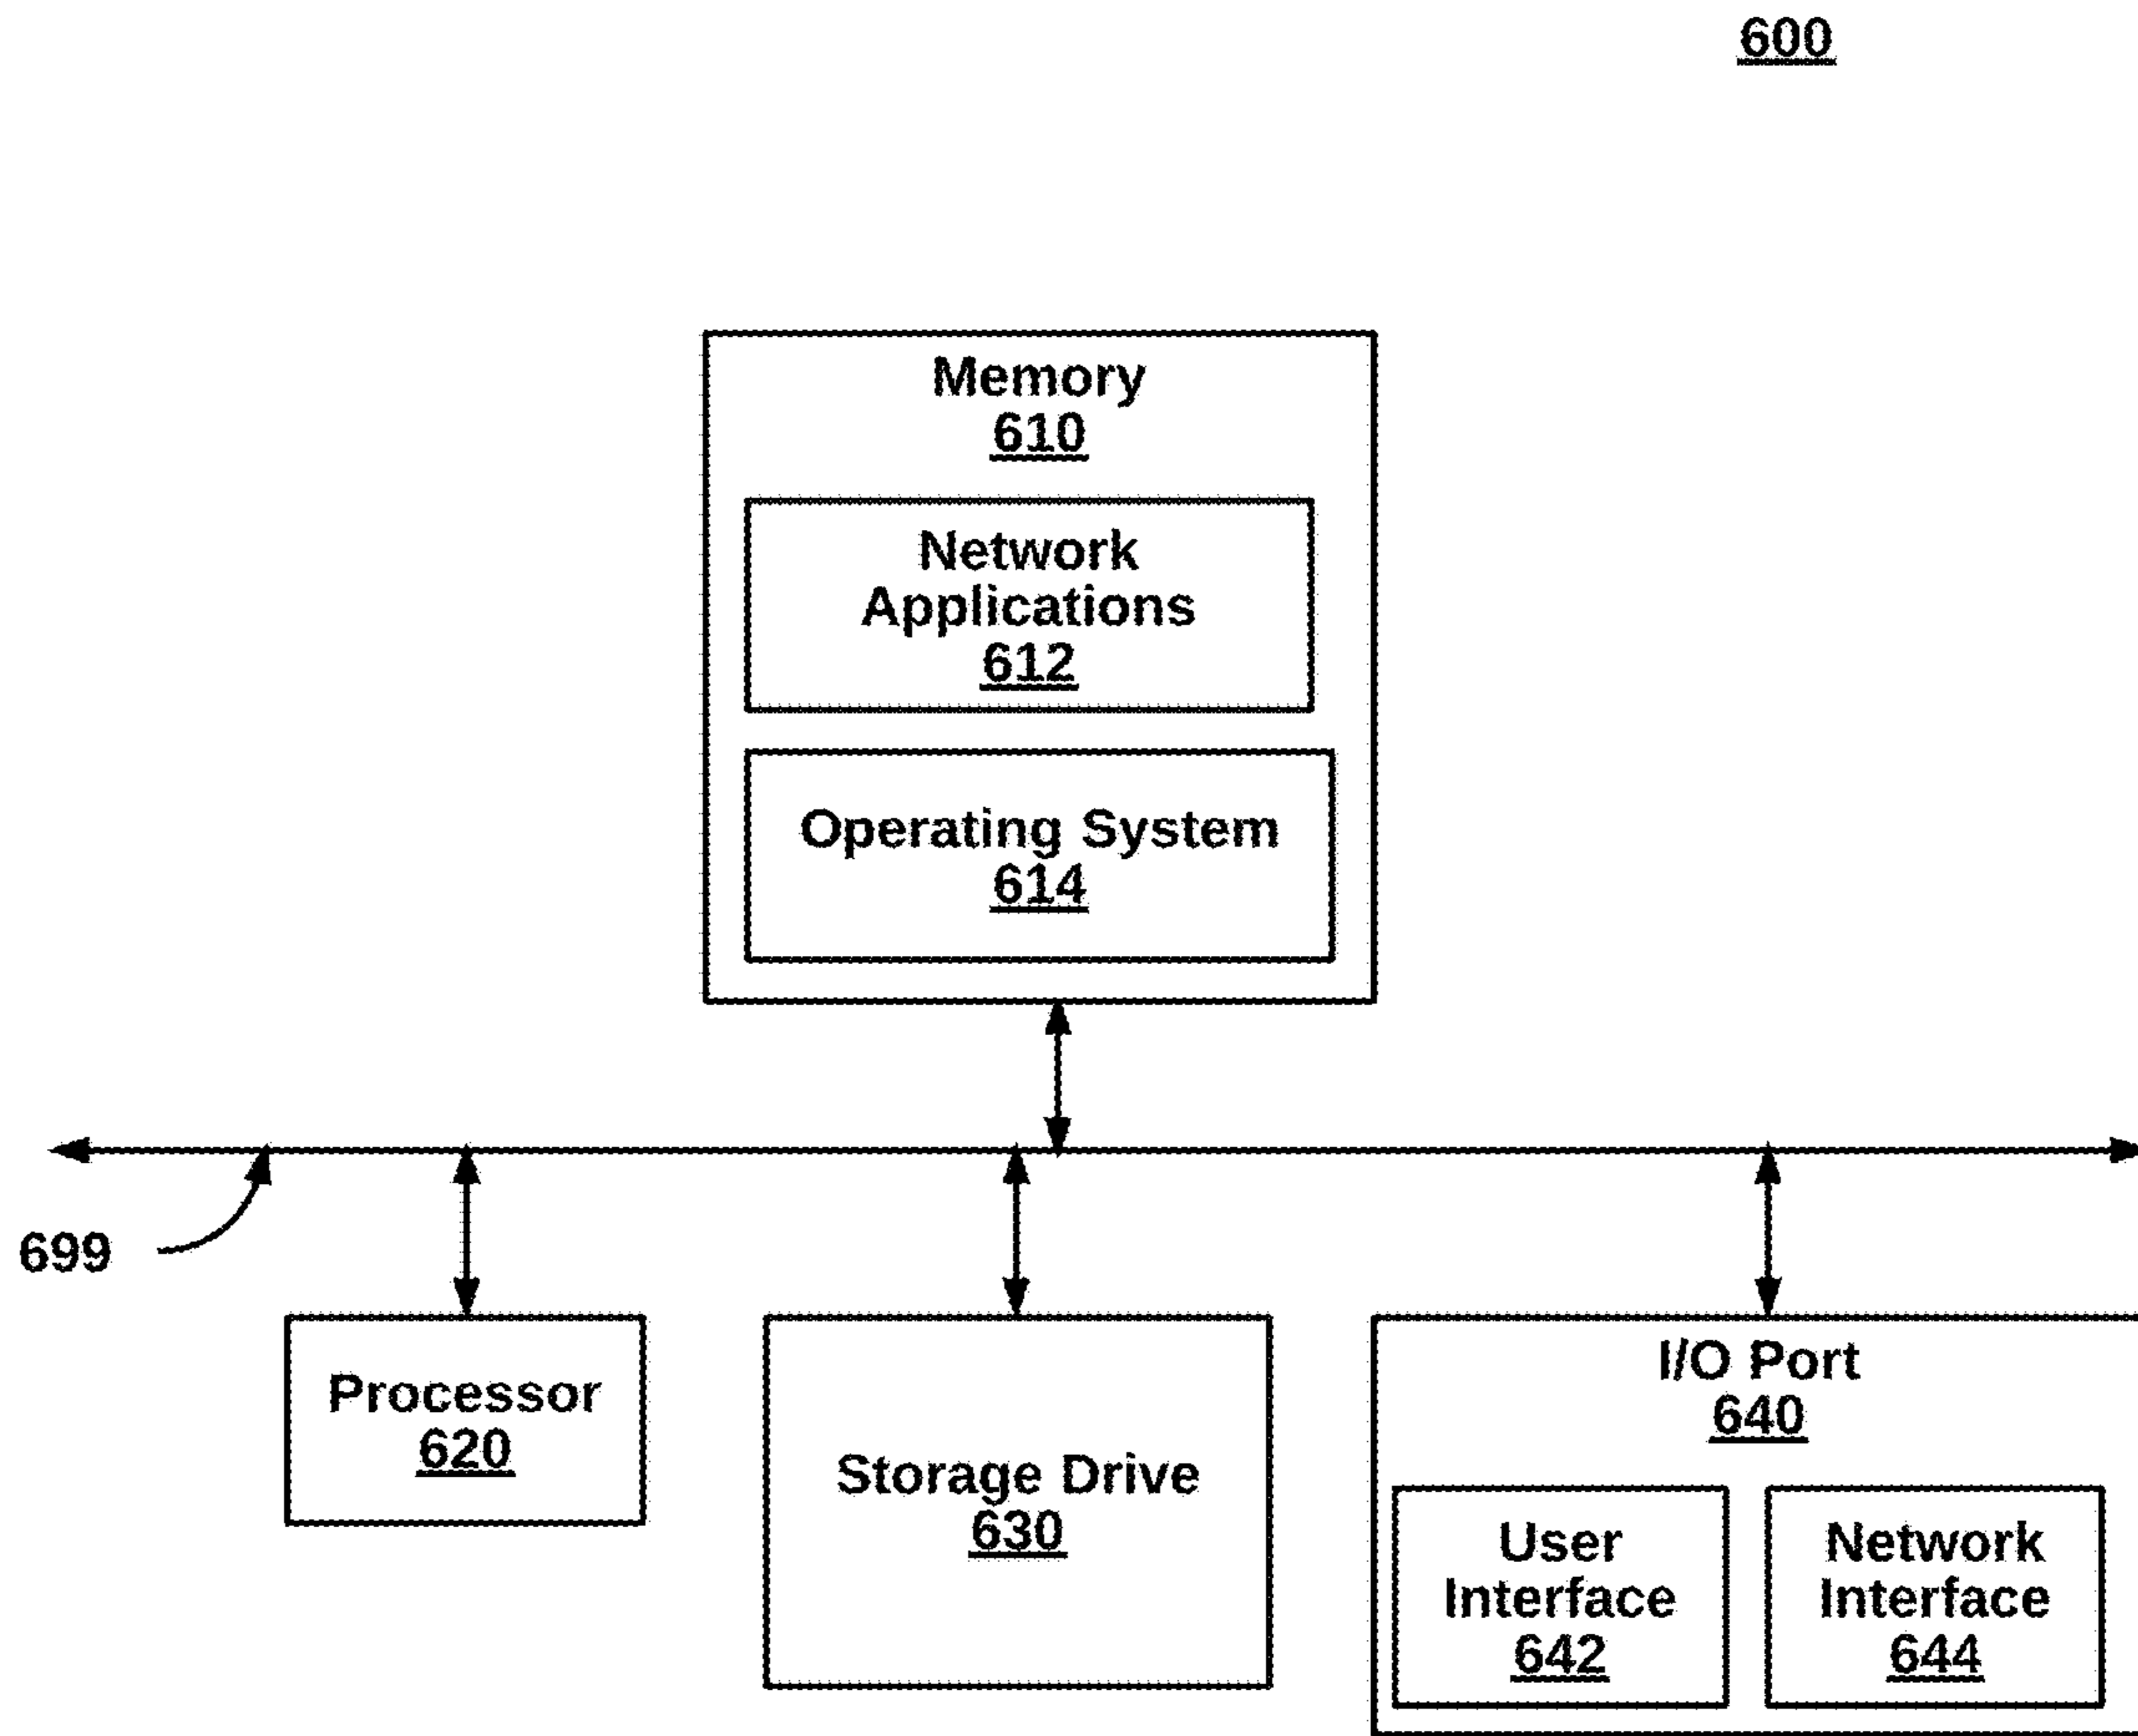 600
Memory
610
Network
Applications
612
Operating System
614
699
Processor
620
Storage Drive
630
I/O Port
640
User
Interface
642
Network
Interface
644